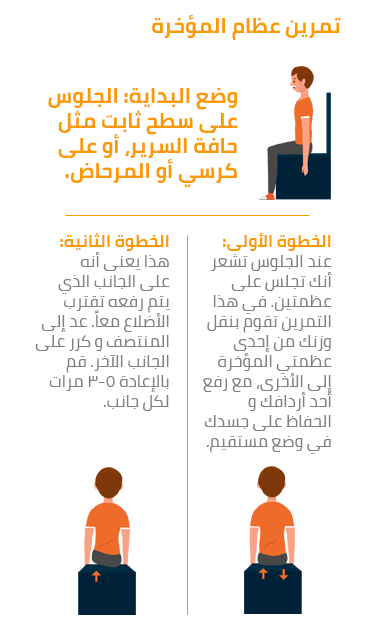 تمرين عظام المؤخرة
وضع البداية: الجلوس
على سطح ثابت مثل
حافة السرير، أو على
كرسي أو المرحاض.
الخطوة الأولى:
عند الجلوس تشعر
أنك تجلس على
عظمتين. في هذا
التمرين تقوم بنقل
وزنك من إحدى
عظمتي المؤخرة
إلى الأخرى، مع رفع
أحد أردافك و
الحفاظ على جسدك
في وضع مستقيم.
الخطوة الثانية:
هذا يعنى أنه
على الجانب الذي
يتم رفعه تقترب
الأضلاع معاً. عد إلى
المنتصف و كرر على
الجانب الآخر. قم
بالإعادة ٥-٣ مرات
لكل جانب.